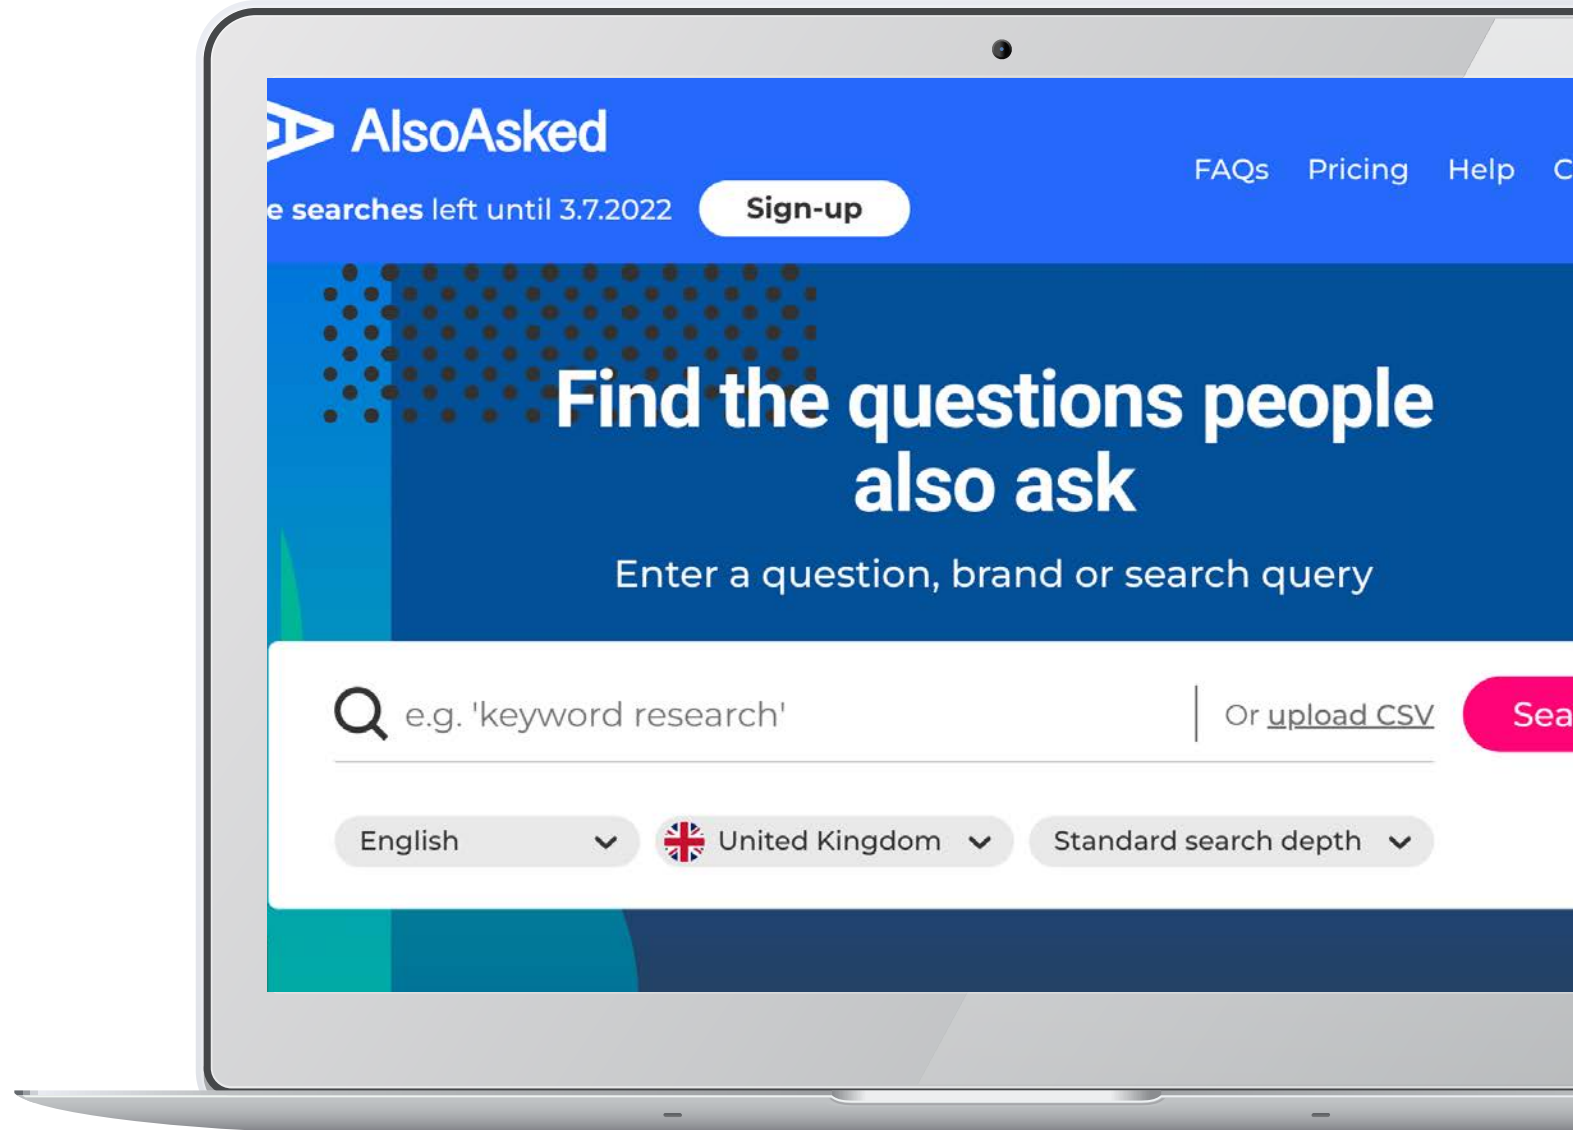 AlsoAsked
FAQs Pricing Help
e searches left until 3.7.2022 Sign-up
Find the questions people
also ask
Enter a question, brand or search query
e.g. 'keyword research' Or upload CSV Sea
English United Kingdom Standard search depth